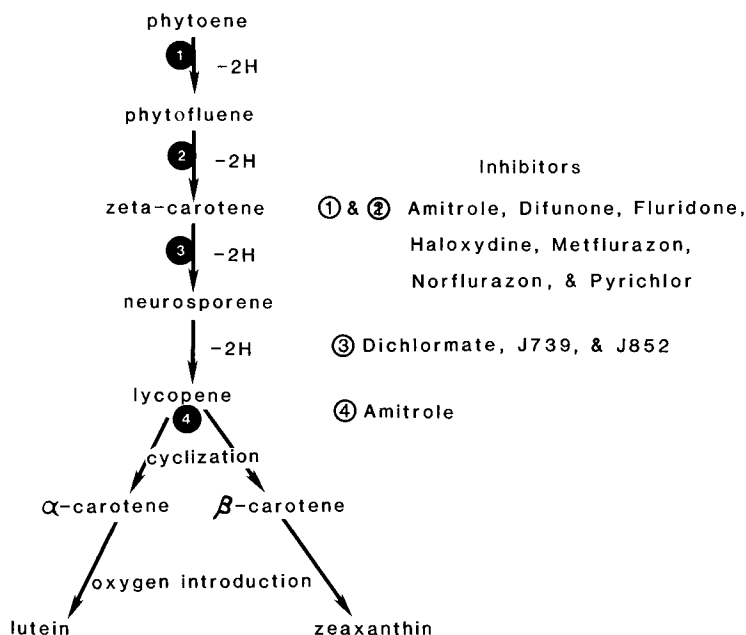 phytoene
1
-2H
phytofluene
2
-2H
Inhibitors
zeta-carotene
① & ② Amitrole, Difunone, Fluridone,
3
-2H
Haloxydine, Metflurazon,
Norflurazon, & Pyrichlor
neurosporene
-2H
③ Dichlormate, J739, & J852
lycopene
4
④ Amitrole
cyclization
α-carotene
β-carotene
oxygen introduction
lutein
zeaxanthin